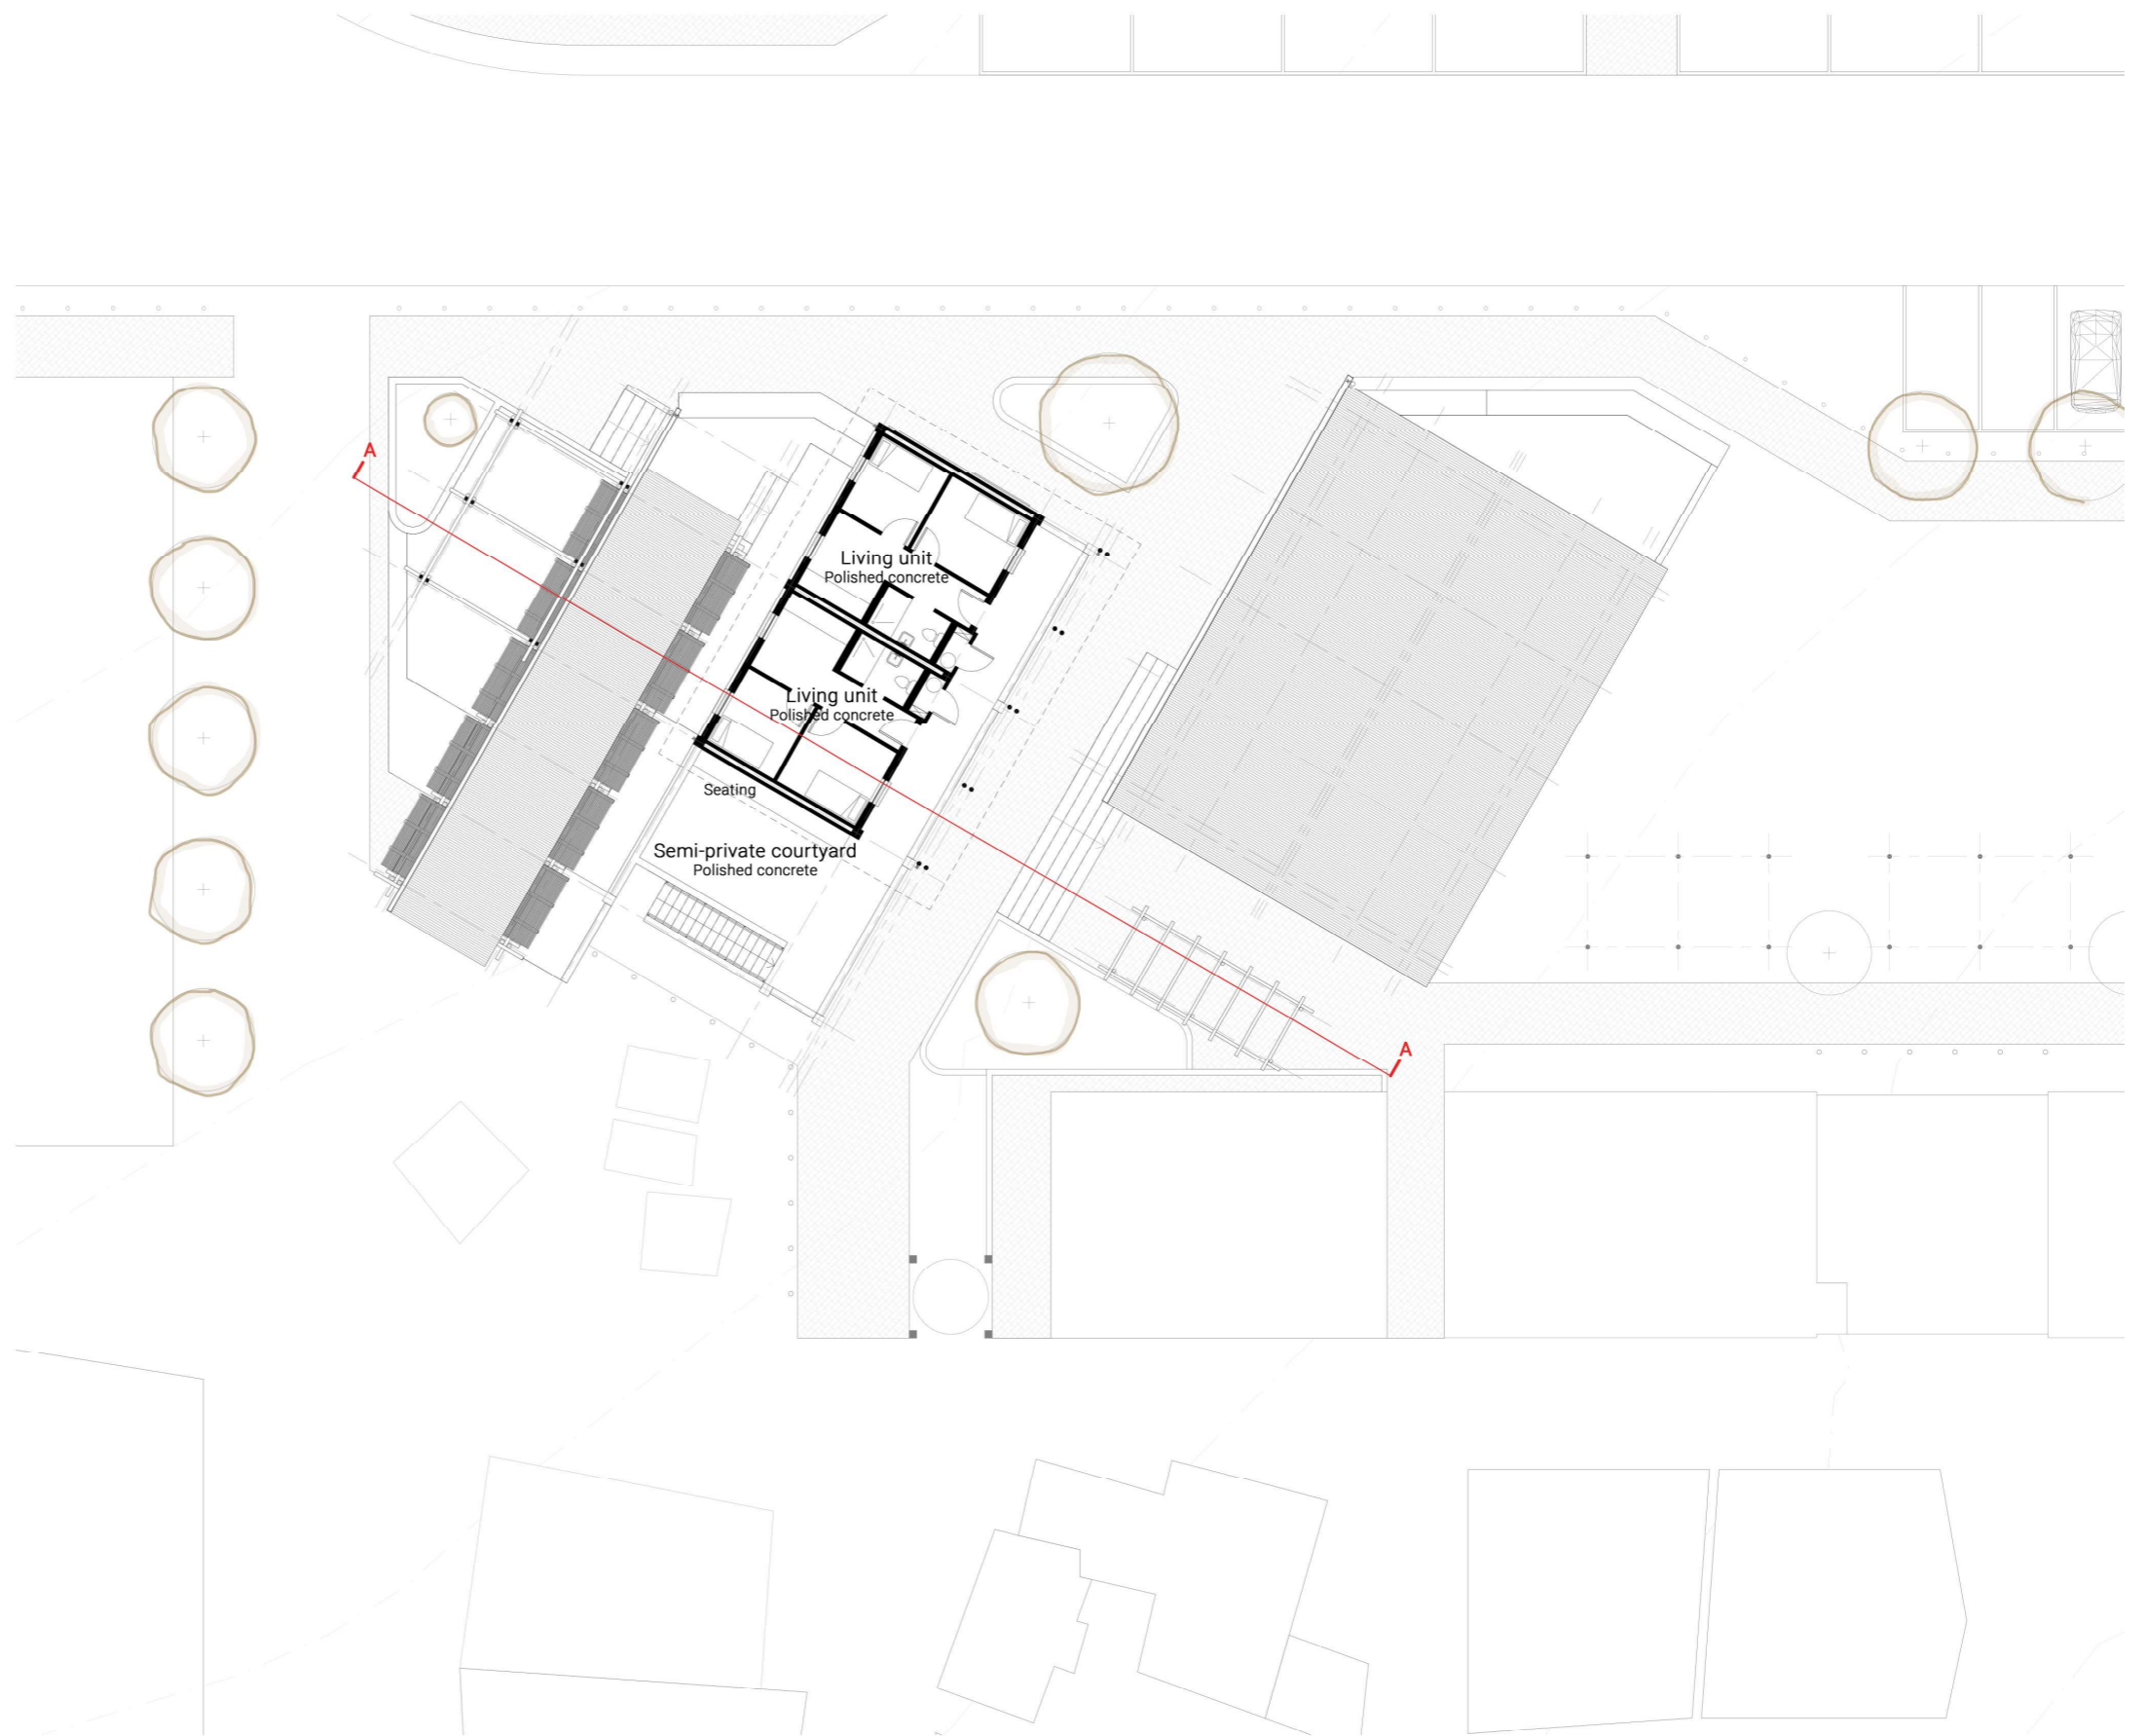 A
Living unit
Polished concrete
Living unit
Polished concrete
Seating
Semi-private courtyard
Polished concrete
A